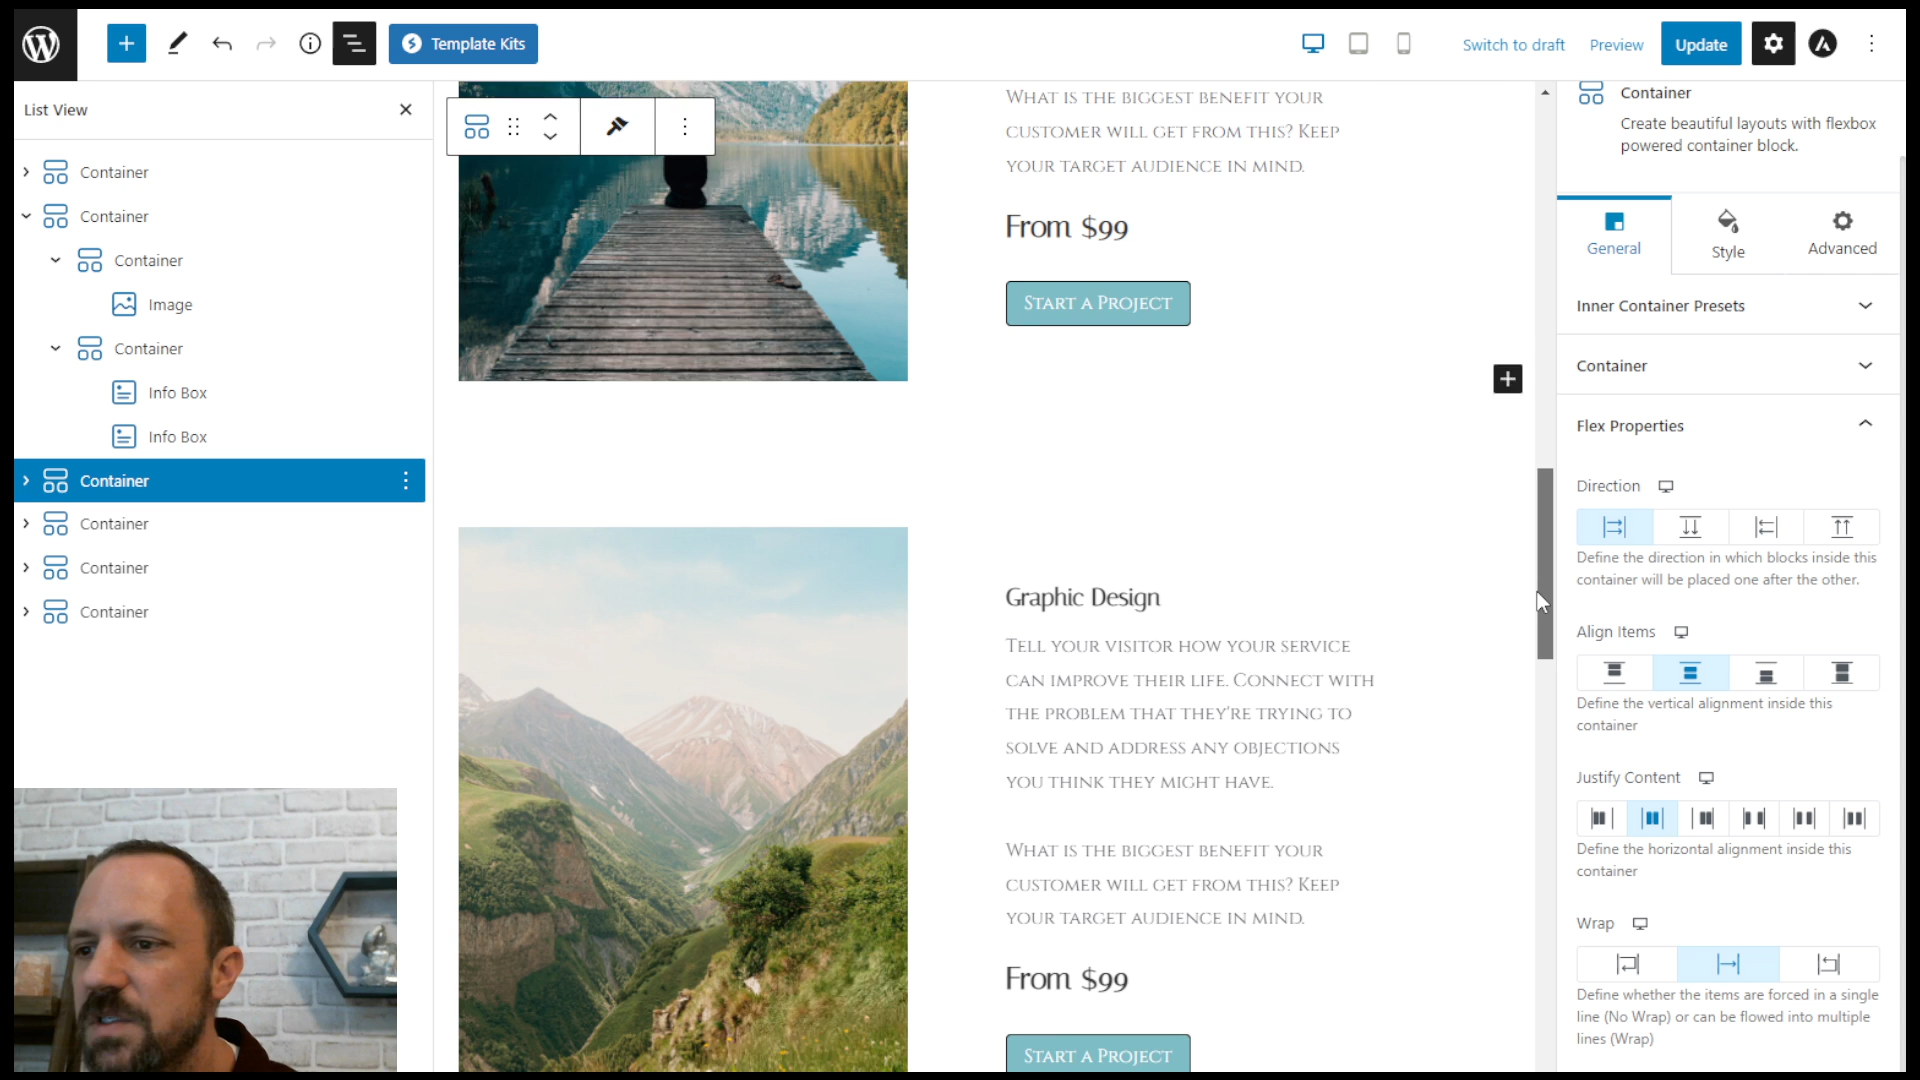 Template Kits
Switch to draft
Preview
Update
List View
Container
Container
Container
Image
Container
Info Box
Info Box
Container
Container
Container
Container
What is the biggest benefit your
customer will get from this? Keep
your target audience in mind.
From $99
Start a Project
Graphic Design
Tell your visitor how your service
can improve their life. Connect with
the problem that they're trying to
solve and address any objections
you think they might have.
What is the biggest benefit your
customer will get from this? Keep
your target audience in mind.
From $99
Start a Project
Container
Create beautiful layouts with flexbox
powered container block.
General
Style
Advanced
Inner Container Presets
Container
Flex Properties
Direction
Define the direction in which blocks inside this
container will be placed one after the other.
Align Items
Define the vertical alignment inside this
container
Justify Content
Define the horizontal alignment inside this
container
Wrap
Define whether the items are forced in a single
line (No Wrap) or can be flowed into multiple
lines (Wrap)